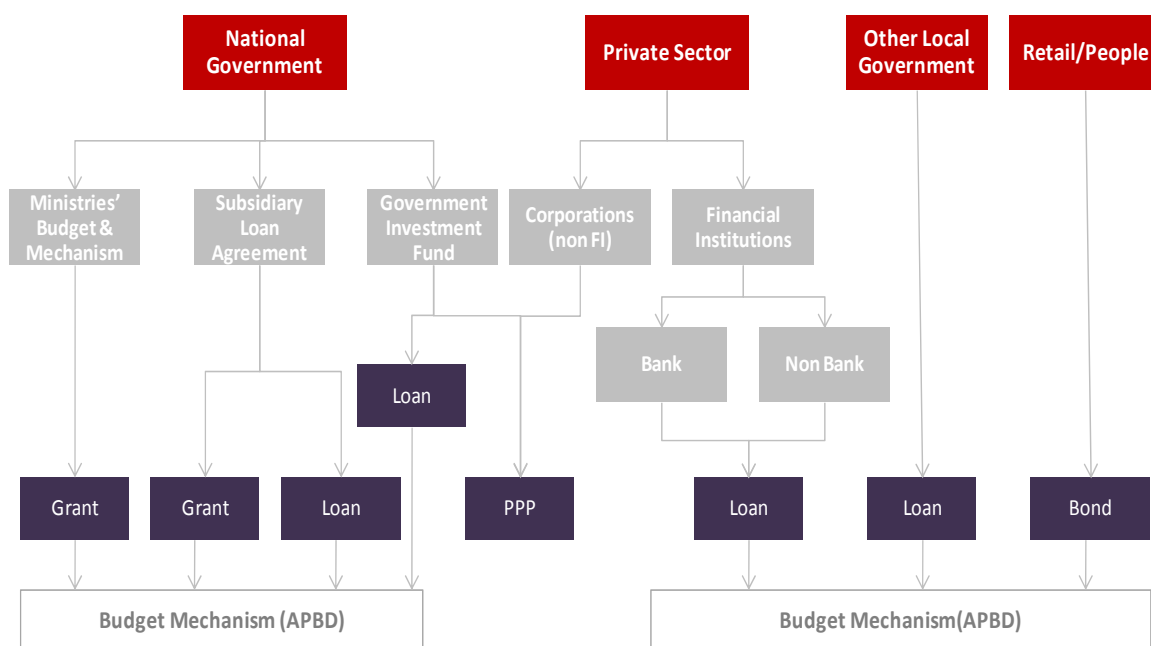 National
Government
Private Sector
Other Local
Government
Retail/People
Ministries'
Budget &
Mechanism
Subsidiary
Loan
Agreement
Government
Investment
Fund
Corporations
(non FI)
Financial
Institutions
Bank
Non Bank
Loan
Grant
Grant
Loan
PPP
Loan
Loan
Bond
Budget Mechanism (APBD)
Budget Mechanism(APBD)